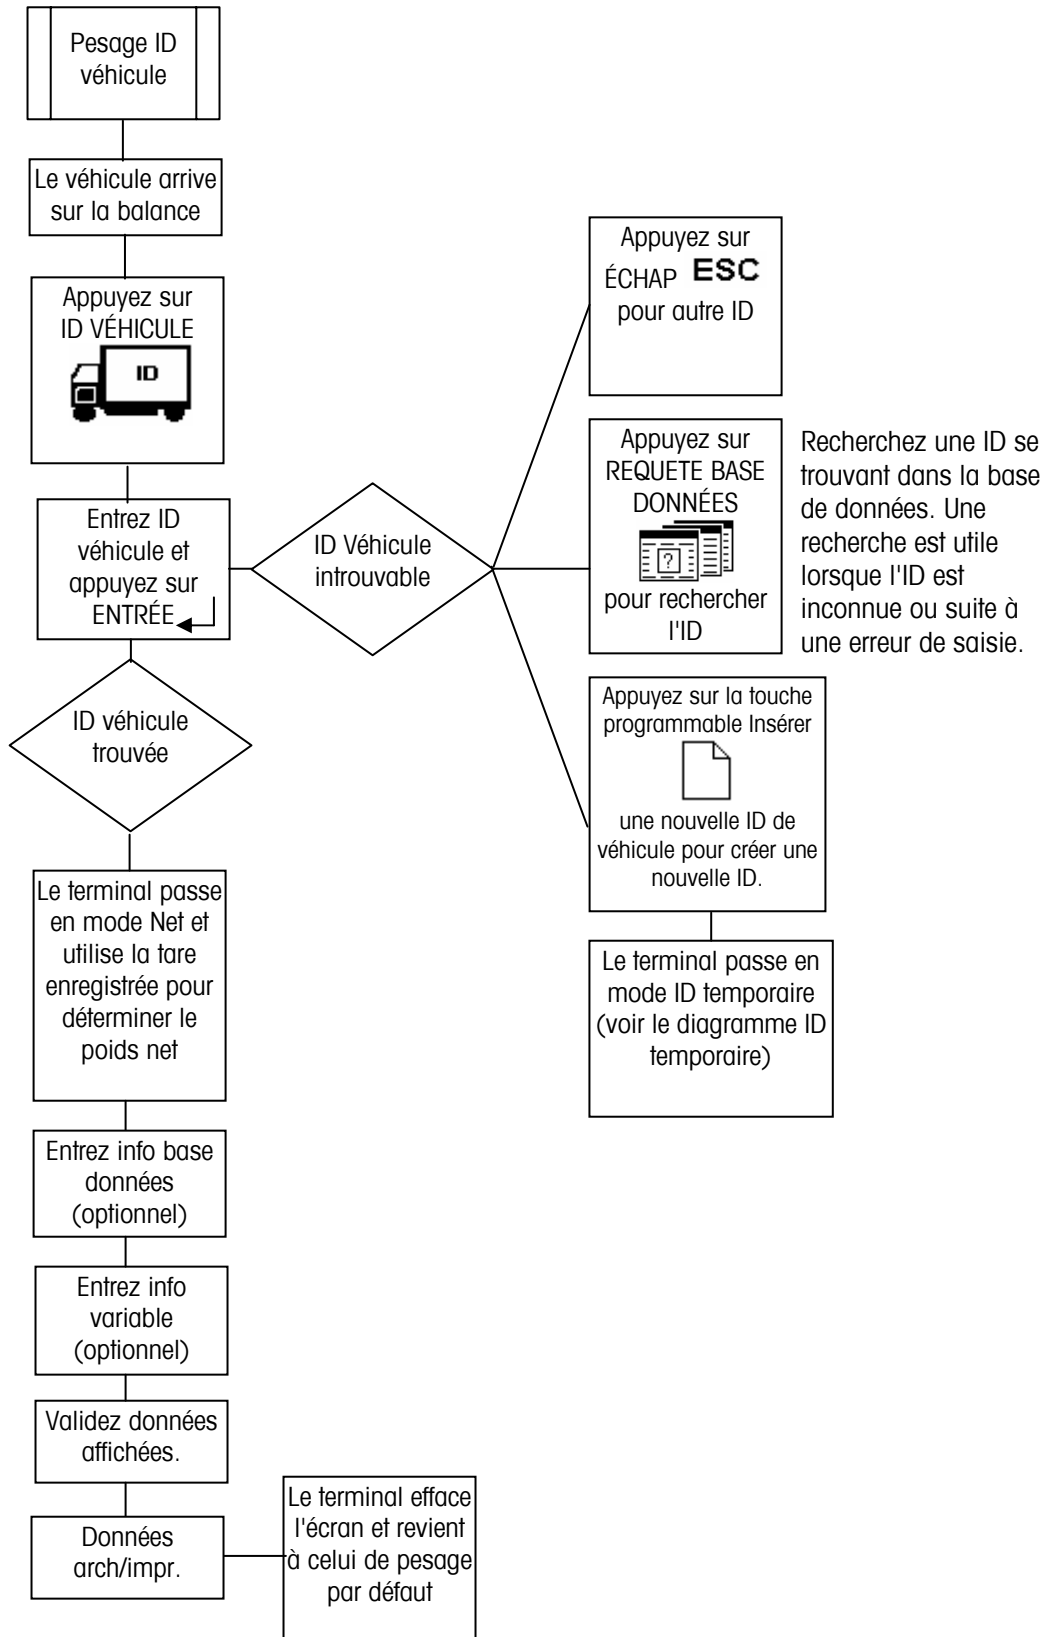 Pesage ID
véhicule
Le véhicule arrive
sur la balance
Appuyez sur
ID VÉHICULE
ID
Entrez ID
véhicule et
appuyez sur
ENTRÉE
ID Véhicule
introuvable
Appuyez sur
ÉCHAP ESC
pour autre ID
Appuyez sur
REQUETE BASE
DONNÉES
?
pour rechercher
l'ID
Recherchez une ID se
trouvant dans la base
de données. Une
recherche est utile
lorsque l'ID est
inconnue ou suite à
une erreur de saisie.
Appuyez sur la touche
programmable Insérer
une nouvelle ID de
véhicule pour créer une
nouvelle ID.
Le terminal passe en
mode ID temporaire
(voir le diagramme ID
temporaire)
ID véhicule
trouvée
Le terminal passe
en mode Net et
utilise la tare
enregistrée pour
déterminer le
poids net
Entrez info base
données
(optionnel)
Entrez info
variable
(optionnel)
Validez données
affichées.
Données
arch/impr.
Le terminal efface
l'écran et revient
à celui de pesage
par défaut